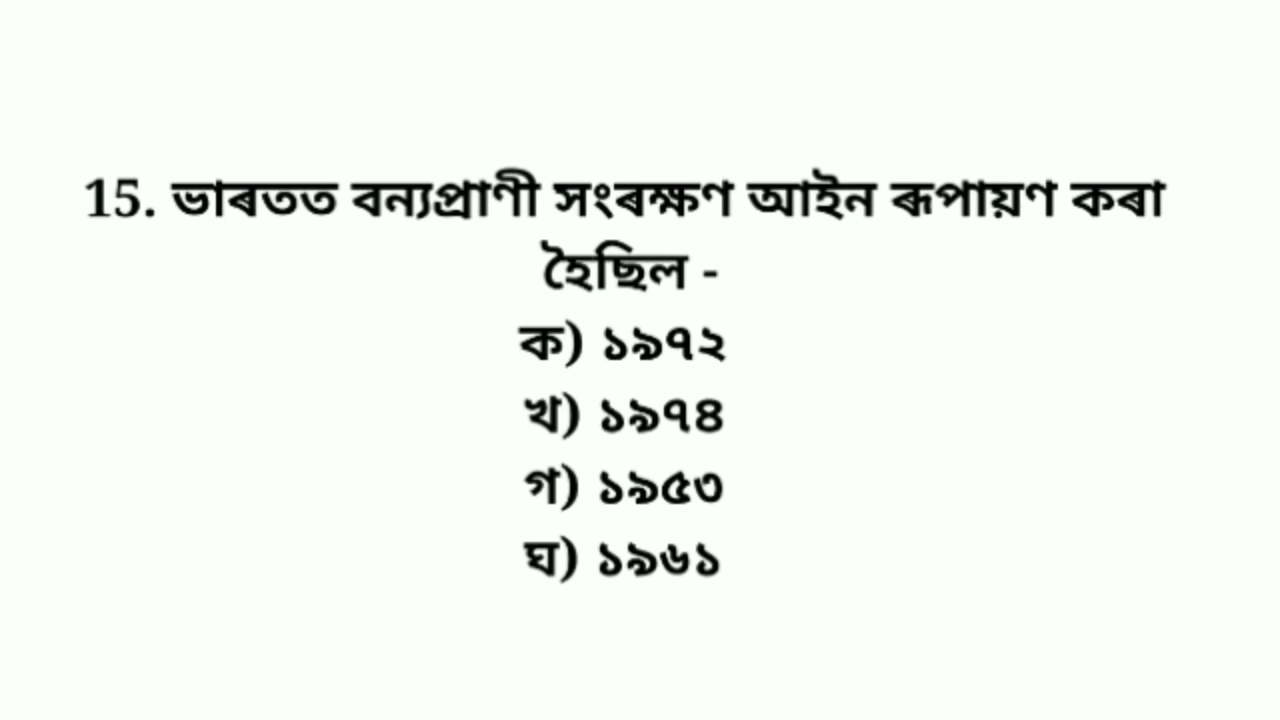 15. ভাৰতত বন্যপ্ৰাণী সংৰক্ষণ আইন ৰূপায়ণ কৰা
হৈছিল -
ক) ১৯৭২
খ) ১৯৭৪
গ) ১৯৫৩
ঘ) ১৯৬১